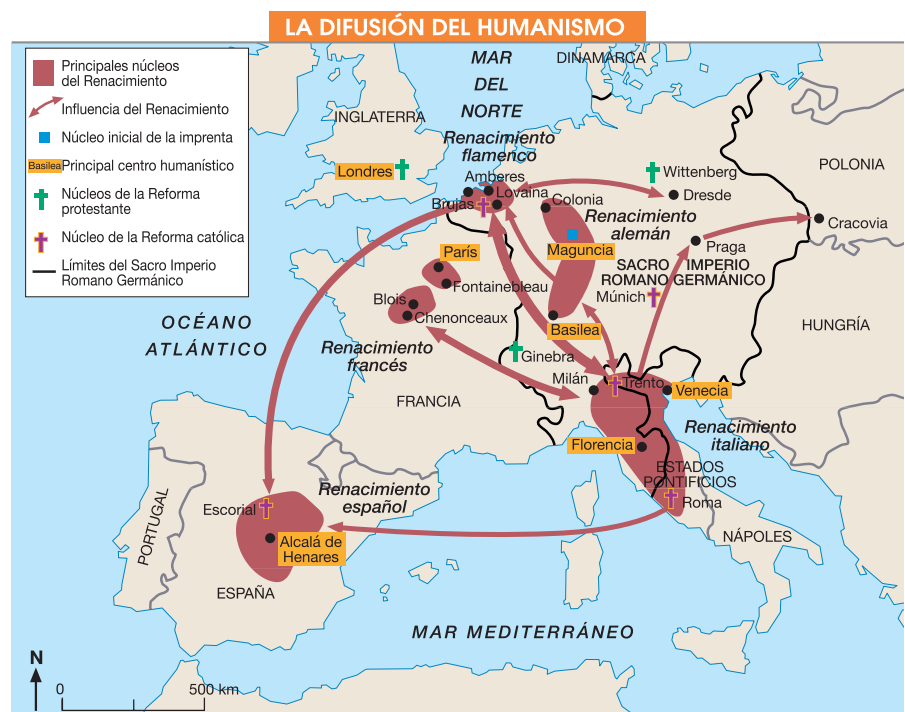 LA DIFUSIÓN DEL HUMANISMO
Principales núcleos
del Renacimiento
Influencia del Renacimiento
Núcleo inicial de la imprenta
Basilea
Principal centro humanístico
Núcleos de la Reforma
protestante
Núcleo de la Reforma católica
Límites del Sacro Imperio
Romano Germánico
MAR
DEL
NORTE
DINAMARCA
INGLATERRA
Renacimiento
flamenco
Londres
Amberes
Lovaina
Brujas
Colonia
Wittenberg
Dresde
POLONIA
Cracovia
Renacimiento
alemán
Maguncia
Praga
SACRO IMPERIO
ROMANO GERMÁNICO
Múnich
París
Fontainebleau
Blois
Chenonceaux
Basilea
HUNGRÍA
OCÉANO
ATLÁNTICO
Renacimiento
francés
Ginebra
Milán
Trento
Venecia
FRANCIA
Renacimiento
italiano
Florencia
ESTADOS
PONTIFICIOS
Roma
NÁPOLES
Renacimiento
español
PORTUGAL
Escorial
Alcalá de
Henares
ESPAÑA
MAR MEDITERRÁNEO
N
0
500 km